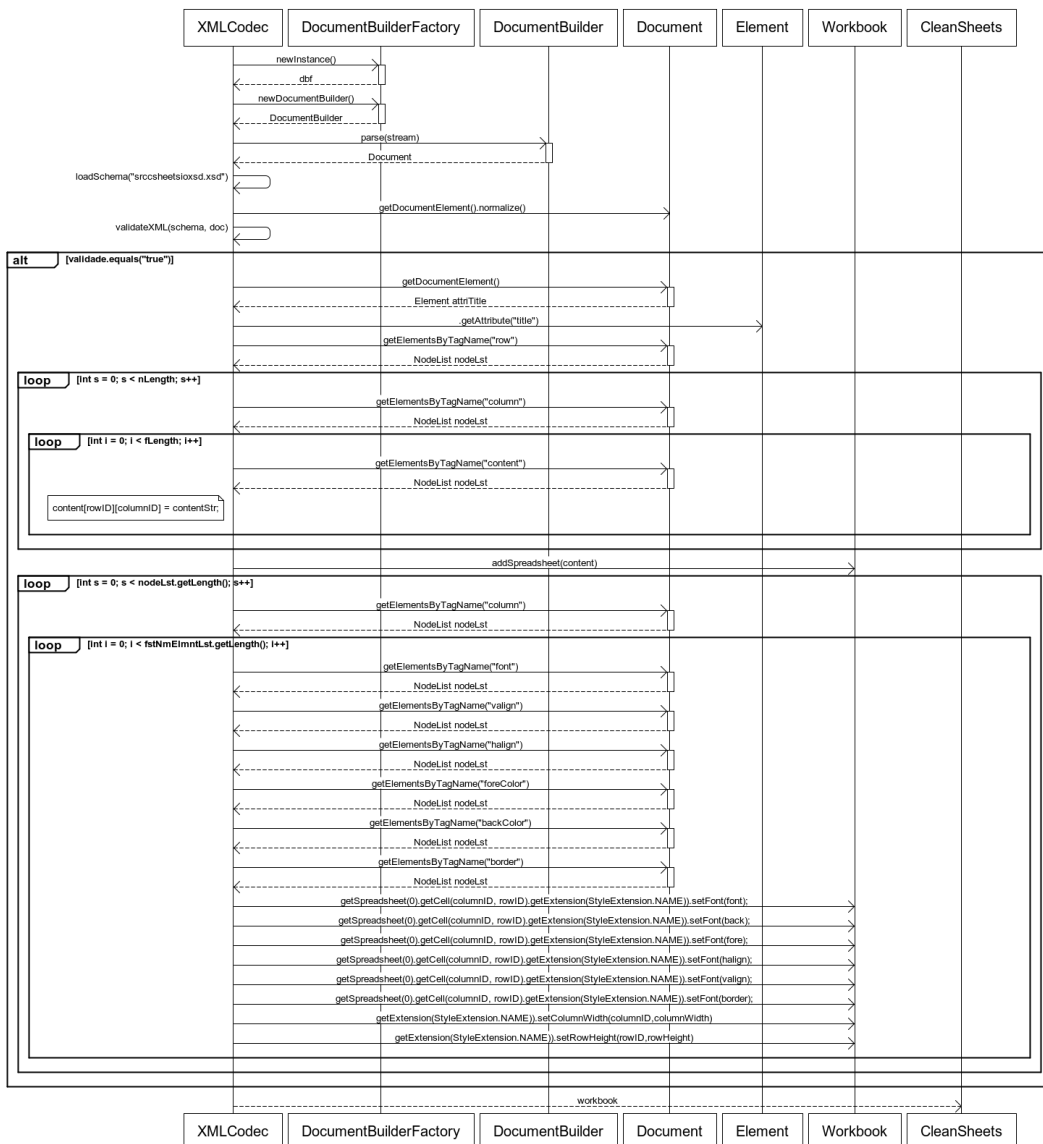 XMLCodec DocumentBuilderFactory DocumentBuilder Document Element Workbook CleanSheets
newInstance()
dbf
newDocumentBuilder()
DocumentBuilder
parse(stream)
Document
loadSchema("srccsheetsioxsd.xsd")
getDocumentElement().normalize()
validateXML(schema, doc)
alt [validade.equals("true")]
getDocumentElement()
Element attriTitle
.getAttribute("title")
getElementsByTagName("row")
NodeList nodeLst
loop [int s = 0; s < nLength; s++]
getElementsByTagName("column")
NodeList nodeLst
loop [int i = 0; i < fLength; i++]
getElementsByTagName("content")
NodeList nodeLst
content[rowID][columnID] = contentStr;
addSpreadsheet(content)
loop [int s = 0; s < nodeLst.getLength(); s++]
getElementsByTagName("column")
NodeList nodeLst
loop [int i = 0; i < fstNmElmntLst.getLength(); i++]
getElementsByTagName("font")
NodeList nodeLst
getElementsByTagName("valign")
NodeList nodeLst
getElementsByTagName("halign")
NodeList nodeLst
getElementsByTagName("foreColor")
NodeList nodeLst
getElementsByTagName("backColor")
NodeList nodeLst
getElementsByTagName("border")
NodeList nodeLst
getSpreadsheet(0).getCell(columnID, rowID).getExtension(StyleExtension.NAME)).setFont(font);
getSpreadsheet(0).getCell(columnID, rowID).getExtension(StyleExtension.NAME)).setFont(back);
getSpreadsheet(0).getCell(columnID, rowID).getExtension(StyleExtension.NAME)).setFont(fore);
getSpreadsheet(0).getCell(columnID, rowID).getExtension(StyleExtension.NAME)).setFont(halign);
getSpreadsheet(0).getCell(columnID, rowID).getExtension(StyleExtension.NAME)).setFont(valign);
getSpreadsheet(0).getCell(columnID, rowID).getExtension(StyleExtension.NAME)).setFont(border);
getExtension(StyleExtension.NAME)).setColumnWidth(columnID,columnWidth)
getExtension(StyleExtension.NAME)).setRowHeight(rowID,rowHeight)
workbook
XMLCodec DocumentBuilderFactory DocumentBuilder Document Element Workbook CleanSheets